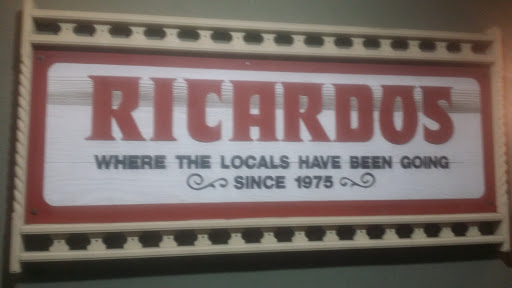 RICARDOS
WHERE THE LOCALS HAVE BEEN GOING
SINCE 1975